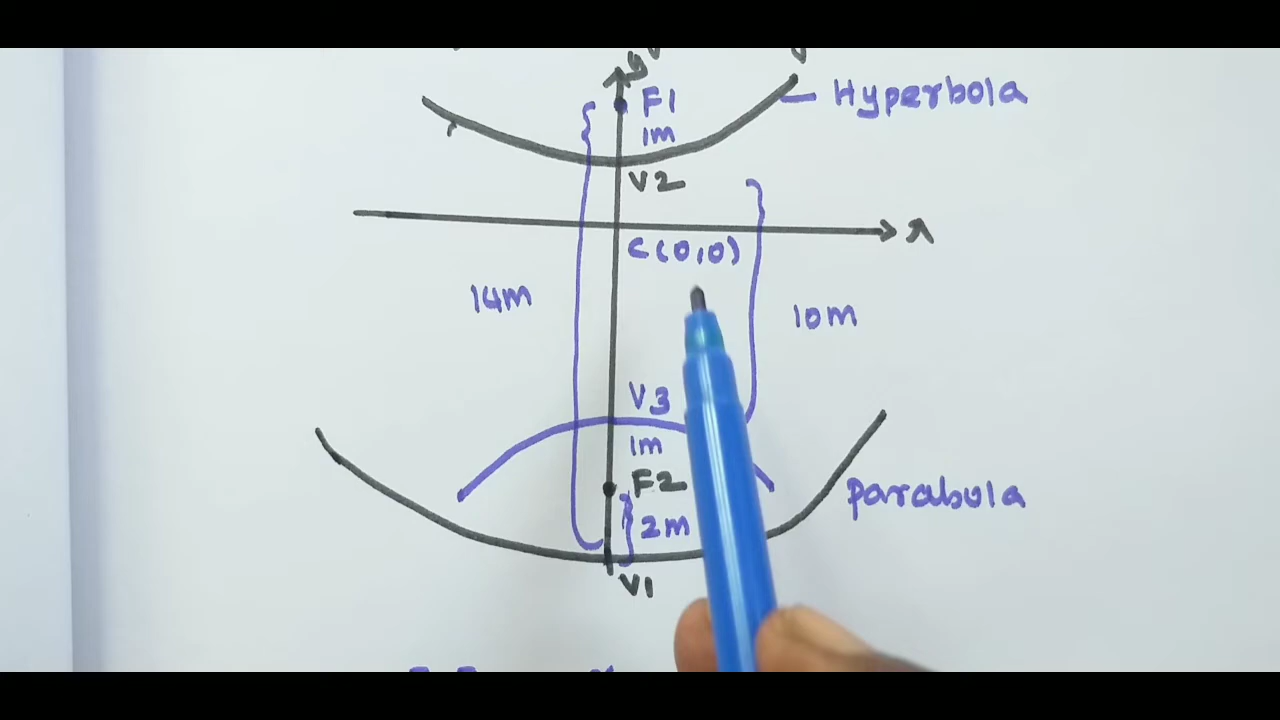 y
F1
Hyperbola
1m
V2
x
C(0,0)
14m
10m
V3
1m
F2
parabola
2m
V1